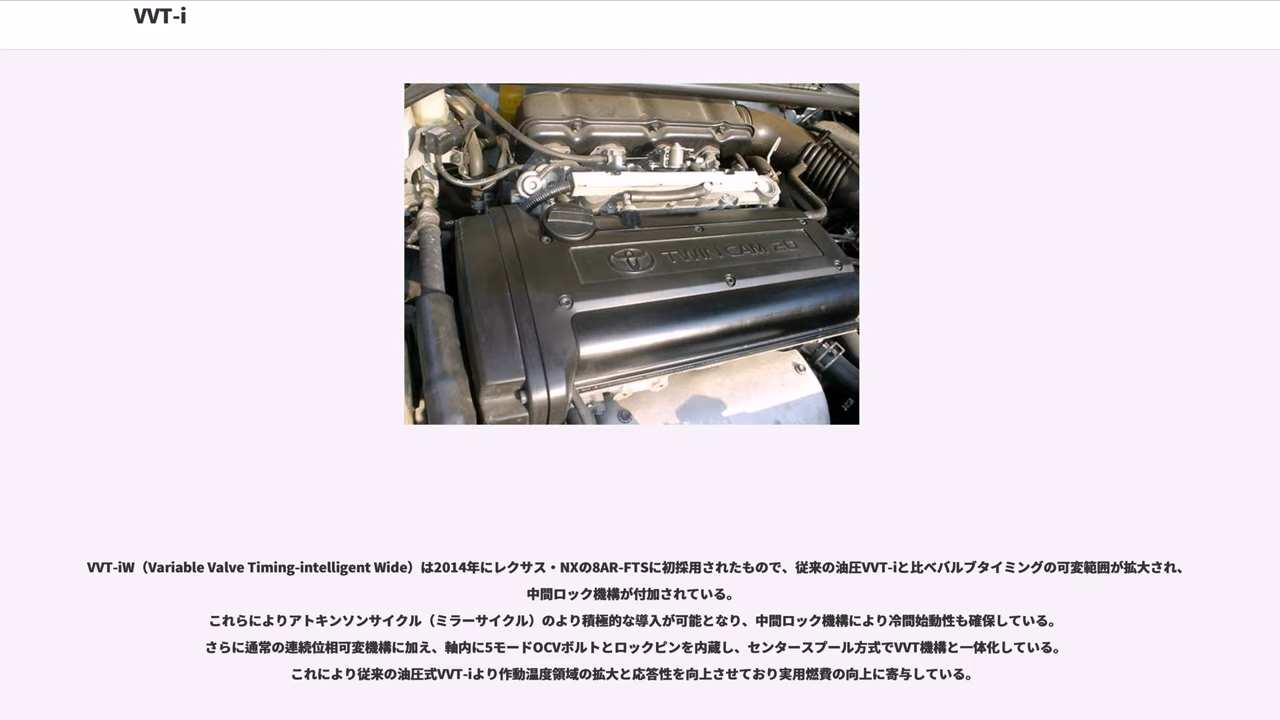 VVT-i
TWIN CAM 20
VVT-iW（Variable Valve Timing-intelligent Wide）は2014年にレクサス・NXの8AR-FTSに初採用されたもので、従来の油圧VVT-iと比べバルブタイミングの可変範囲が拡大され、
中間ロック機構が付加されている。
これらによりアトキンソンサイクル（ミラーサイクル）のより積極的な導入が可能となり、中間ロック機構により冷間始動性も確保している。
さらに通常の連続位相可変機構に加え、軸内に5モードOCVボルトとロックピンを内蔵し、センタースプール方式でVVT機構と一体化している。
これにより従来の油圧式VVT-iより作動温度領域の拡大と応答性を向上させており実用燃費の向上に寄与している。